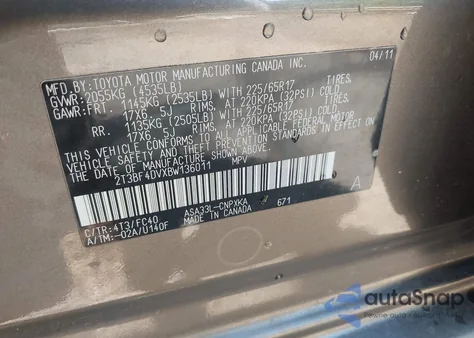 MFD.BY:TOYOTA MOTOR MANUFACTURING CANADA INC. 04/11
GVWR:2055KG (4535LB)
GAWR:FRT. 1145KG (2535LB) WITH 225/65R17 TIRES,
17X6.5J RIMS, AT 220KPA (32PSI) COLD
RR. 1135KG (2505LB) WITH 225/65R17 TIRES,
17X6.5J RIMS, AT 220KPA (32PSI) COLD
THIS VEHICLE CONFORMS TO ALL APPLICABLE FEDERAL MOTOR
VEHICLE SAFETY AND THEFT PREVENTION STANDARDS IN EFFECT ON
THE DATE OF MANUFACTURE SHOWN ABOVE.
2T3BF4DVXBW136011 MPV
A
C/TR:4T3/FC40 ASA33L-CNPXKA
A/TM:-02A/U140F MADE IN CANADA 671
autoSnap